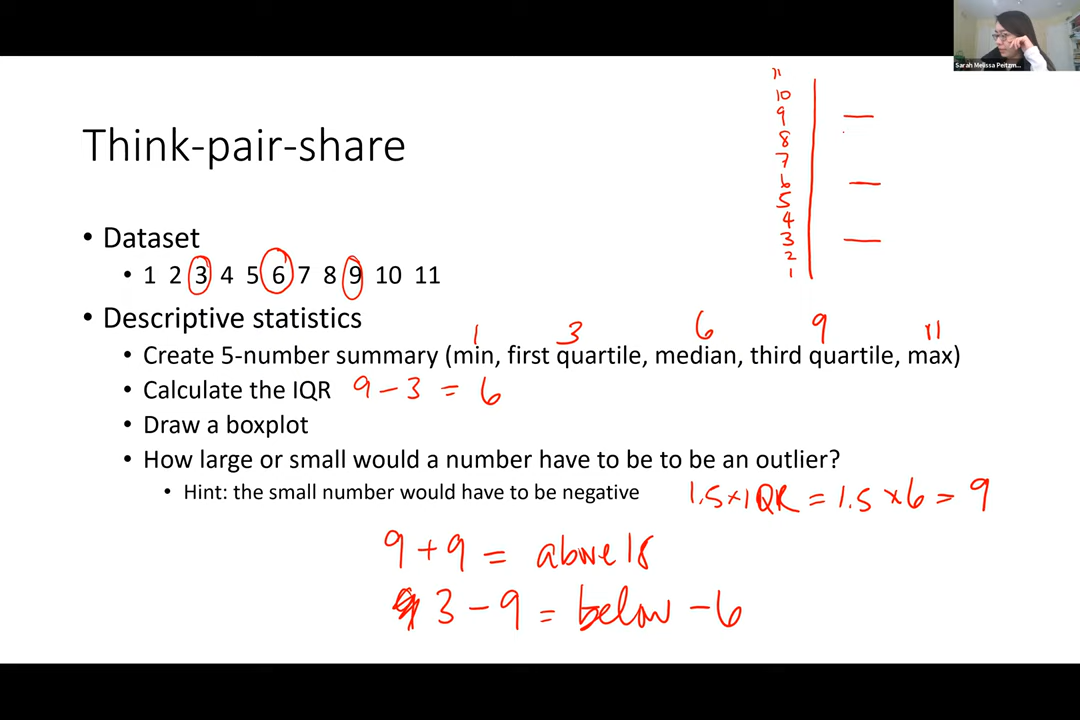 Sarah Melissa Peitzm...
Think-pair-share
• Dataset
• 1 2 3 4 5 6 7 8 9 10 11
• Descriptive statistics
1 3 6 9 11
• Create 5-number summary (min, first quartile, median, third quartile, max)
• Calculate the IQR 9 - 3 = 6
• Draw a boxplot
• How large or small would a number have to be to be an outlier?
• Hint: the small number would have to be negative 1.5 × IQR = 1.5 × 6 = 9
9 + 9 = above 18
3 - 9 = below -6
11
10
9
8
7
6
5
4
3
2
1